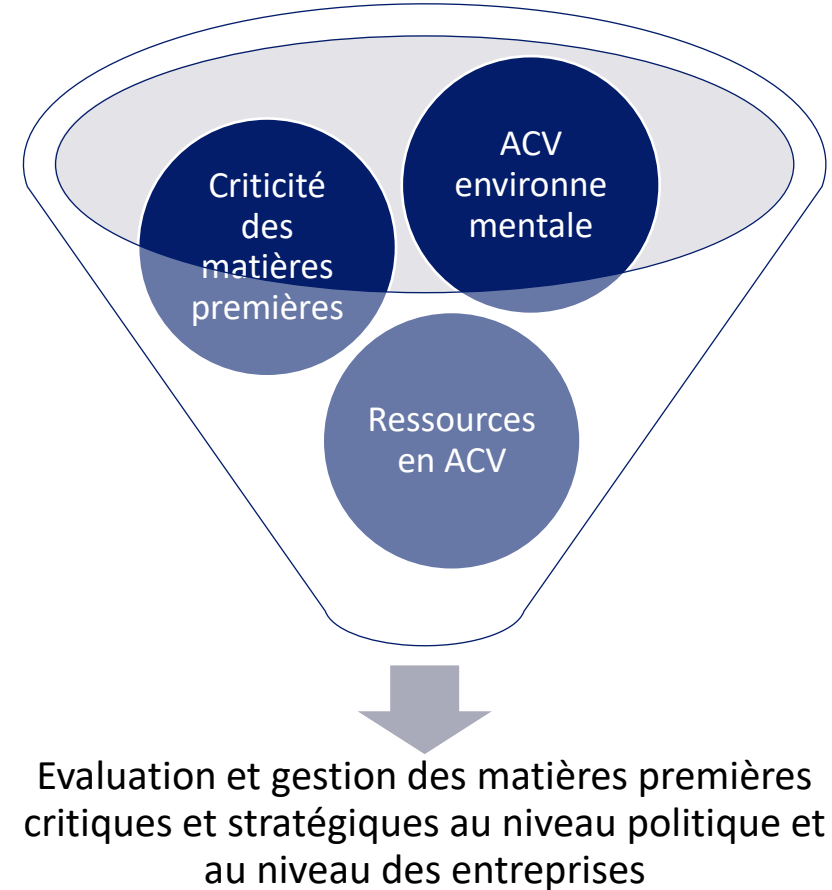 Criticité
des
matières
premières
ACV
environne
mentale
Ressources
en ACV
Evaluation et gestion des matières premières
critiques et stratégiques au niveau politique et
au niveau des entreprises